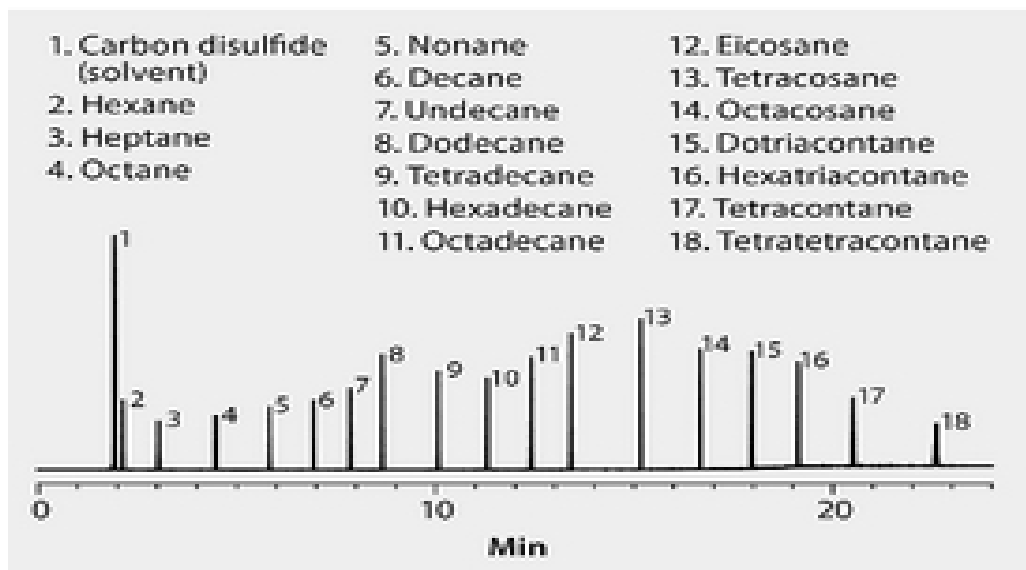 1. Carbon disulfide
(solvent)
2. Hexane
3. Heptane
4. Octane
5. Nonane
6. Decane
7. Undecane
8. Dodecane
9. Tetradecane
10. Hexadecane
11. Octadecane
12. Eicosane
13. Tetracosane
14. Octacosane
15. Dotriacontane
16. Hexatriacontane
17. Tetracontane
18. Tetratetracontane
1
2
3
4
5
6
7
8
9
10
11
12
13
14
15
16
17
18
0
10
20
Min